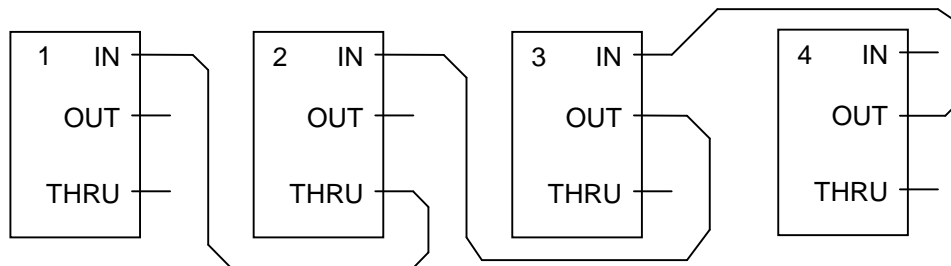 1 IN
OUT
THRU
2 IN
OUT
THRU
3 IN
OUT
THRU
4 IN
OUT
THRU